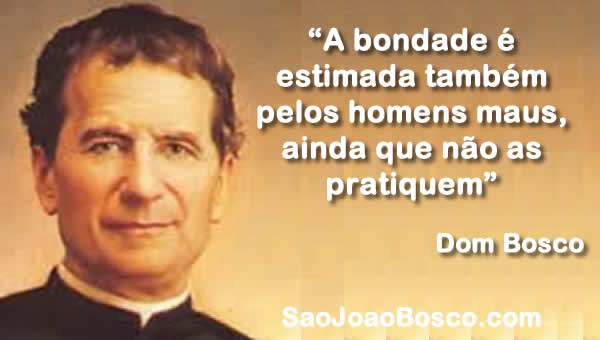 “A bondade é
estimada também
pelos homens maus,
ainda que não as
pratiquem”
Dom Bosco
SaoJoaoBosco.com